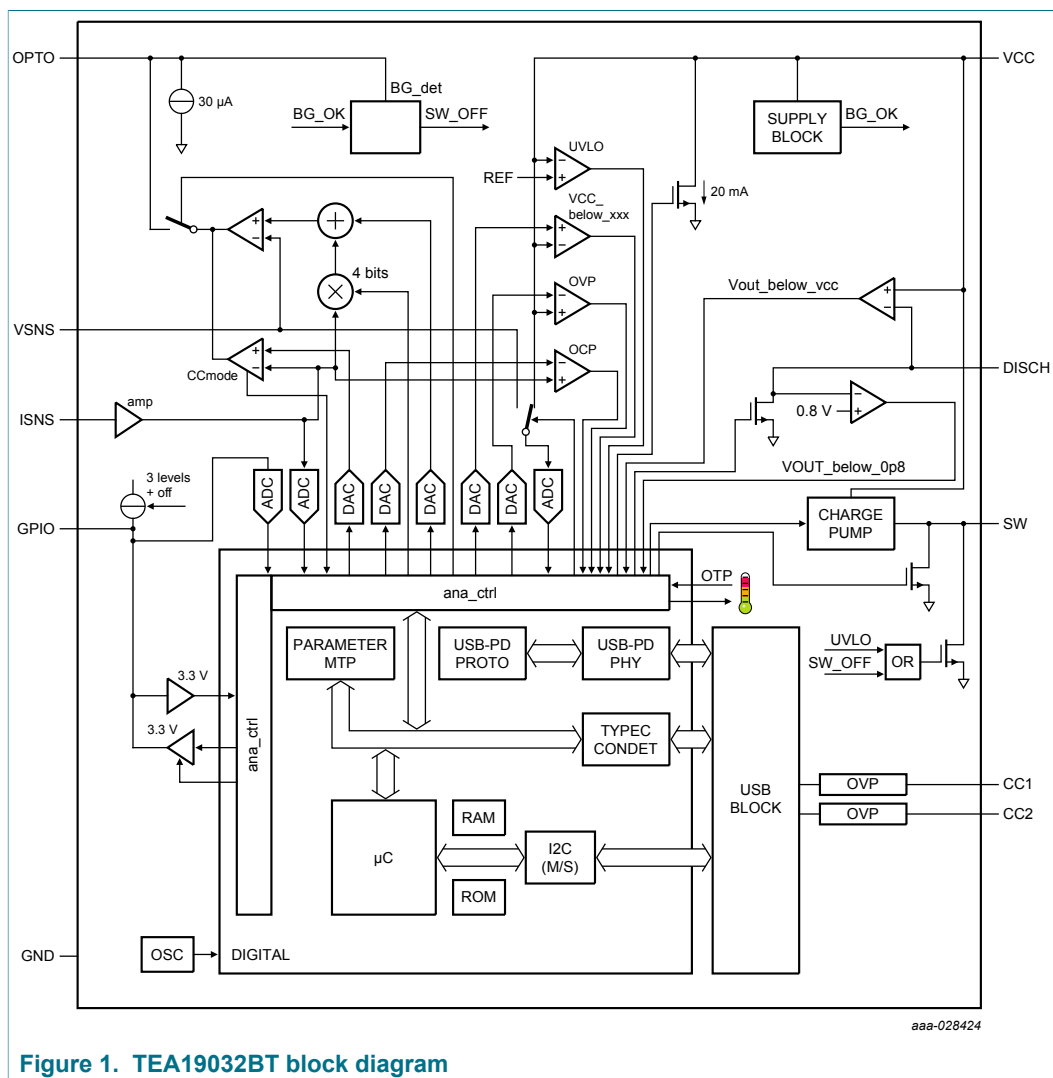 OPTO
VCC
30 µA
BG_det
BG_OK
SW_OFF
SUPPLY
BLOCK
BG_OK
UVLO
REF
20 mA
VCC_
below_xxx
4 bits
Vout_below_vcc
OVP
VSNS
OCP
CCmode
DISCH
0.8 V
ISNS
amp
VOUT_below_0p8
3 levels
+ off
ADC
ADC
DAC
DAC
DAC
DAC
DAC
ADC
GPIO
CHARGE
PUMP
SW
ana_ctrl
OTP
PARAMETER
MTP
USB-PD
PROTO
USB-PD
PHY
UVLO
SW_OFF
OR
3.3 V
3.3 V
ana_ctrl
TYPEC
CONDET
USB
BLOCK
OVP
CC1
OVP
CC2
RAM
µC
I2C
(M/S)
ROM
GND
OSC
DIGITAL
aaa-028424
Figure 1. TEA19032BT block diagram